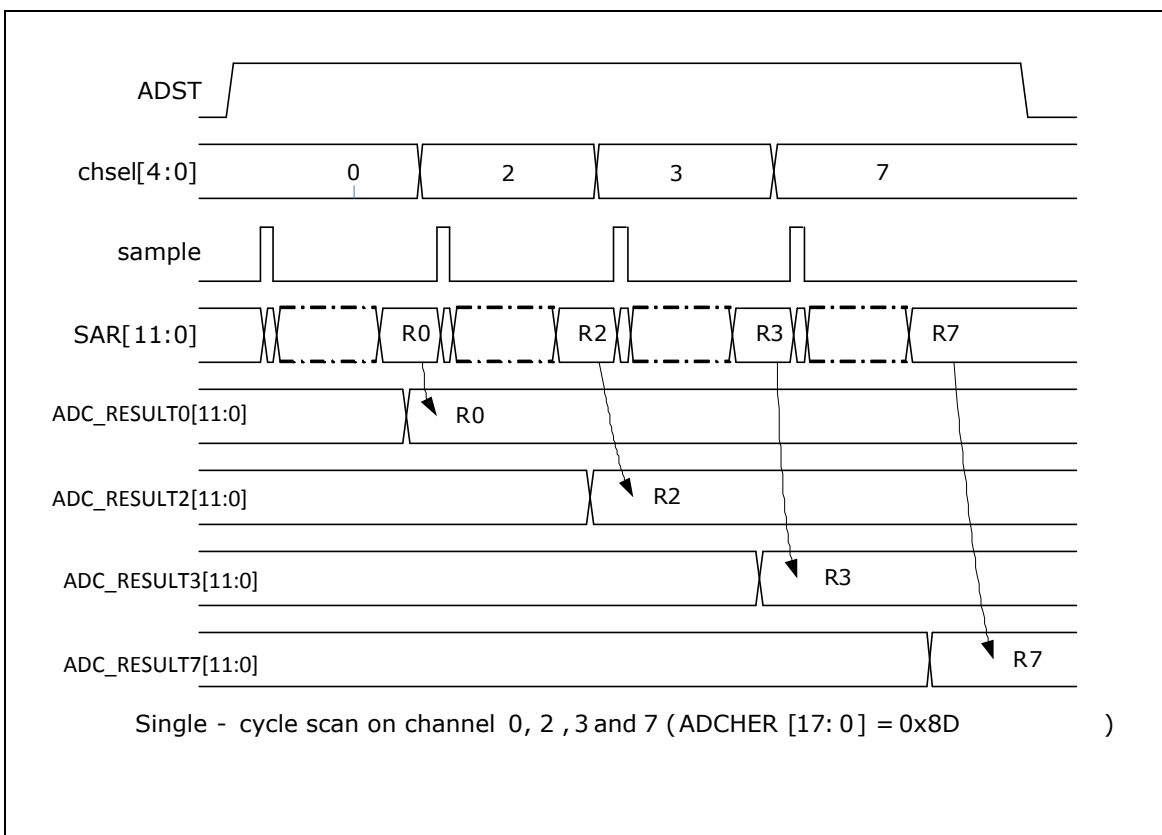 ADST
chsel[4:0] 0 2 3 7
sample
SAR[11:0] R0 R2 R3 R7
ADC_RESULT0[11:0] R0
ADC_RESULT2[11:0] R2
ADC_RESULT3[11:0] R3
ADC_RESULT7[11:0] R7
Single - cycle scan on channel 0, 2 , 3 and 7 ( ADCHER [17: 0 ] = 0x8D )